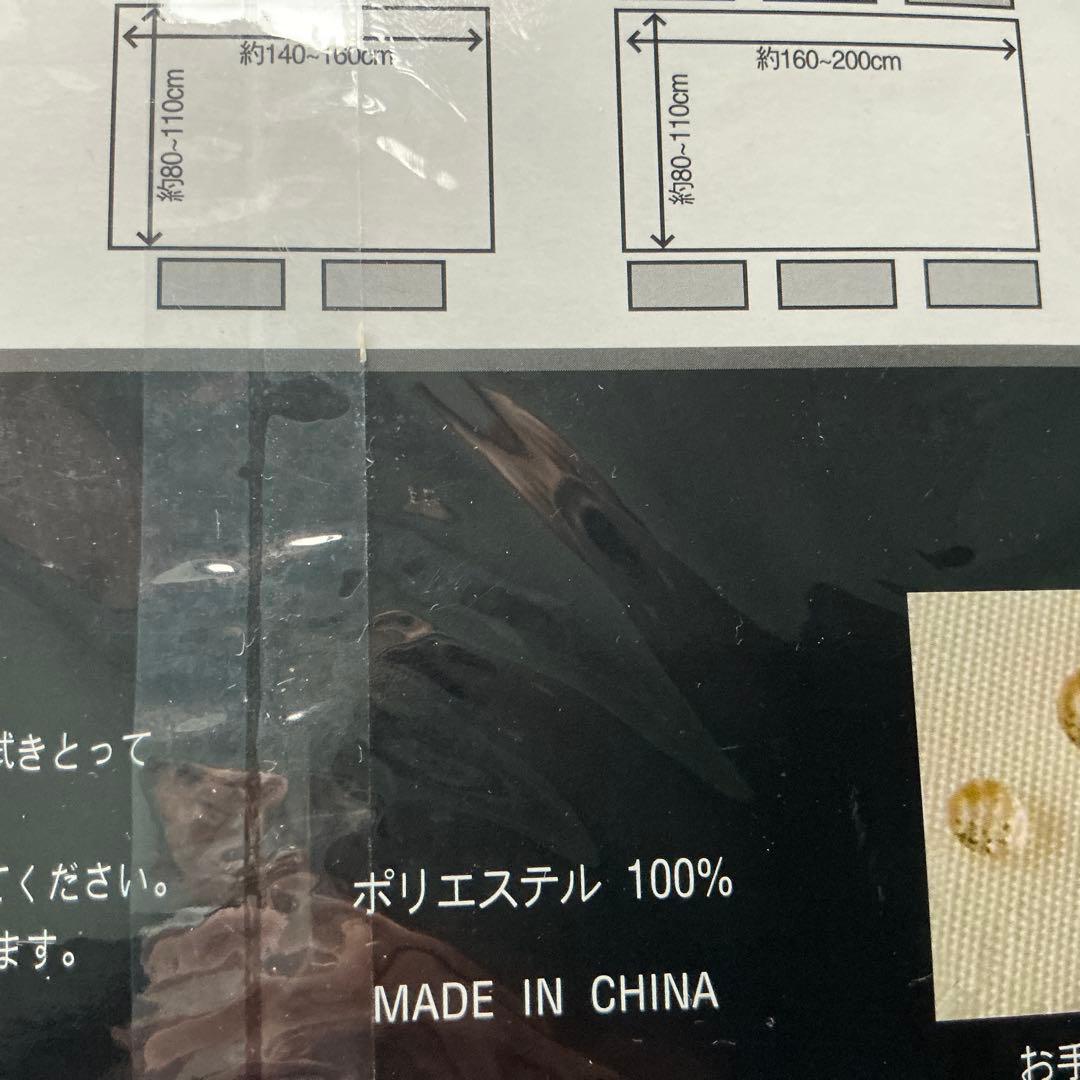 約140~160cm
約80~110cm
約160~200cm
約80~110cm
拭きとって
てください。
ます。
ポリエステル 100%
MADE IN CHINA
お手